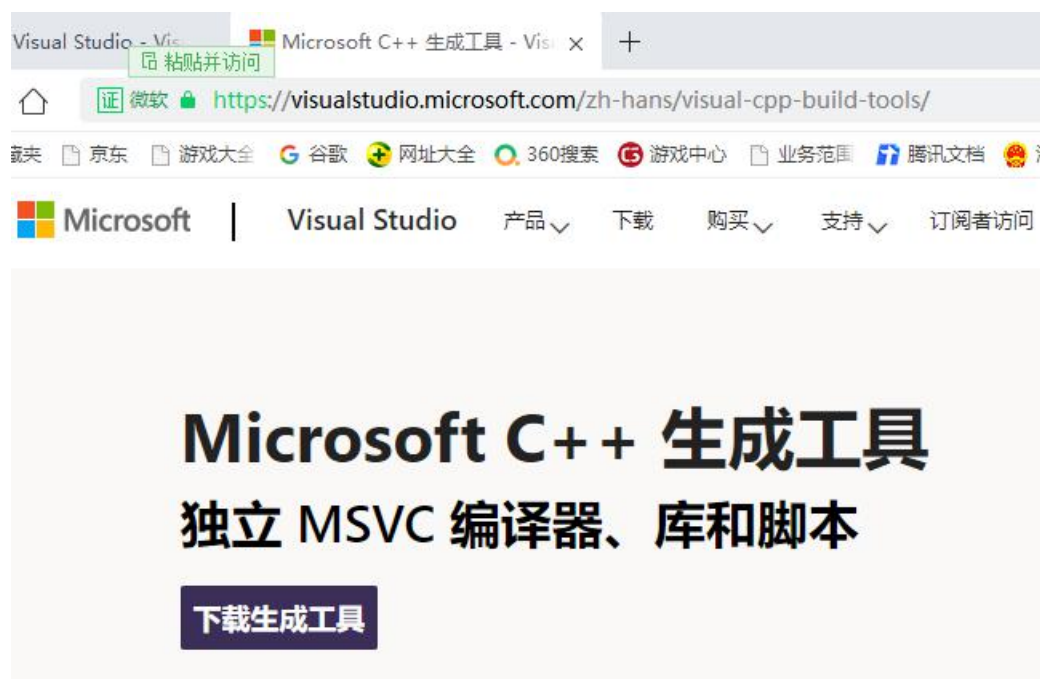 Visual Studio - Vis
Microsoft C++ 生成工具 - Vis
粘贴并访问
证 微软 https://visualstudio.microsoft.com/zh-hans/visual-cpp-build-tools/
藏夹 京东 游戏大全 G 谷歌 网址大全 360搜索 G 游戏中心 业务范围 腾讯文档
Microsoft | Visual Studio 产品 下载 购买 支持 订阅者访问
Microsoft C++ 生成工具
独立 MSVC 编译器、库和脚本
下载生成工具